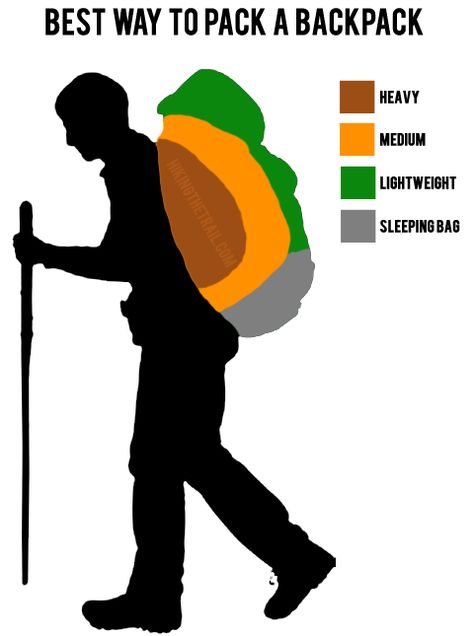 BEST WAY TO PACK A BACKPACK
HEAVY
MEDIUM
LIGHTWEIGHT
SLEEPING BAG
HIKINGTHETRAIL.COM